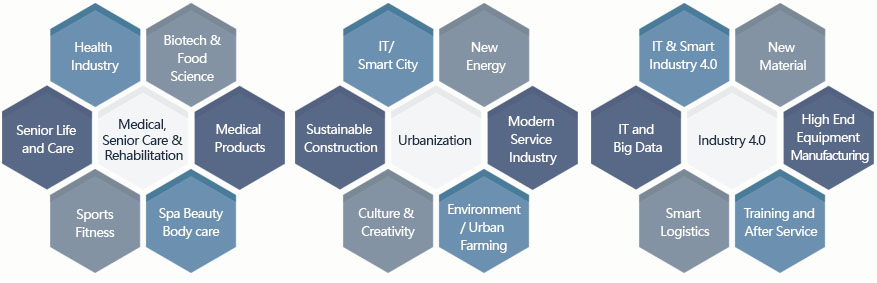 Health
Industry
Biotech &
Food
Science
Senior Life
and Care
Medical,
Senior Care &
Rehabilitation
Medical
Products
Sports
Fitness
Spa Beauty
Body care
IT/
Smart City
New
Energy
Sustainable
Construction
Urbanization
Modern
Service
Industry
Culture &
Creativity
Environment
/ Urban
Farming
IT & Smart
Industry 4.0
New
Material
IT and
Big Data
Industry 4.0
High End
Equipment
Manufacturing
Smart
Logistics
Training and
After Service